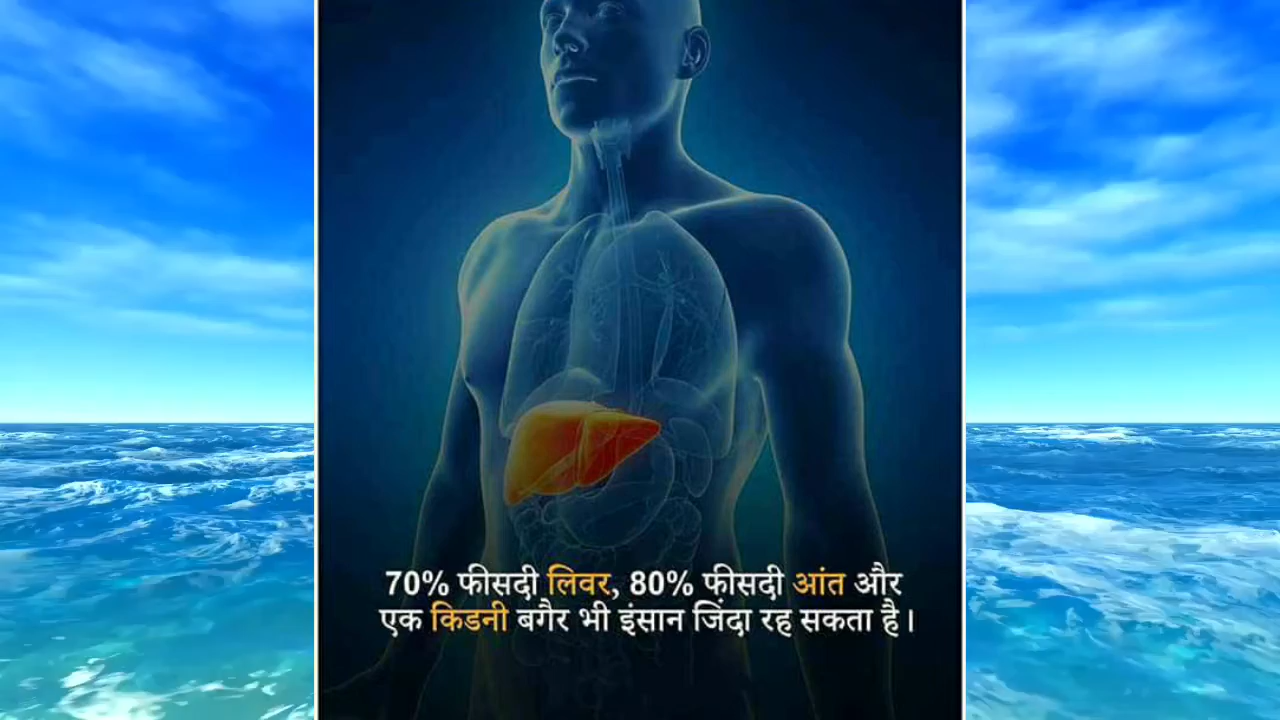 70% फीसदी लिवर, 80% फीसदी आंत और
एक किडनी बगैर भी इंसान जिंदा रह सकता है।